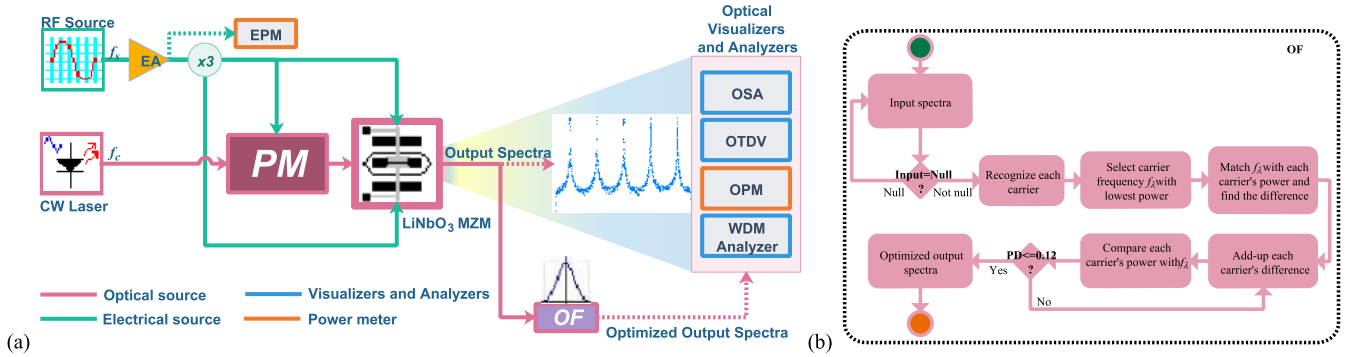 RF Source
fs
EA
x3
EPM
Optical
Visualizers
and Analyzers
OSA
OTDV
OPM
WDM
Analyzer
fc
CW Laser
PM
LiNbO3 MZM
Output Spectra
OF
Optimized Output Spectra
Optical source
Electrical source
Visualizers and Analyzers
Power meter
(a)
OF
Input spectra
Input=Null
?
Null
Not null
Recognize each
carrier
Select carrier
frequency fλ with
lowest power
Match fλ with each
carrier's power and
find the difference
Add-up each
carrier's difference
Compare each
carrier's power with fλ
PD<=0.12
?
Yes
No
Optimized output
spectra
(b)